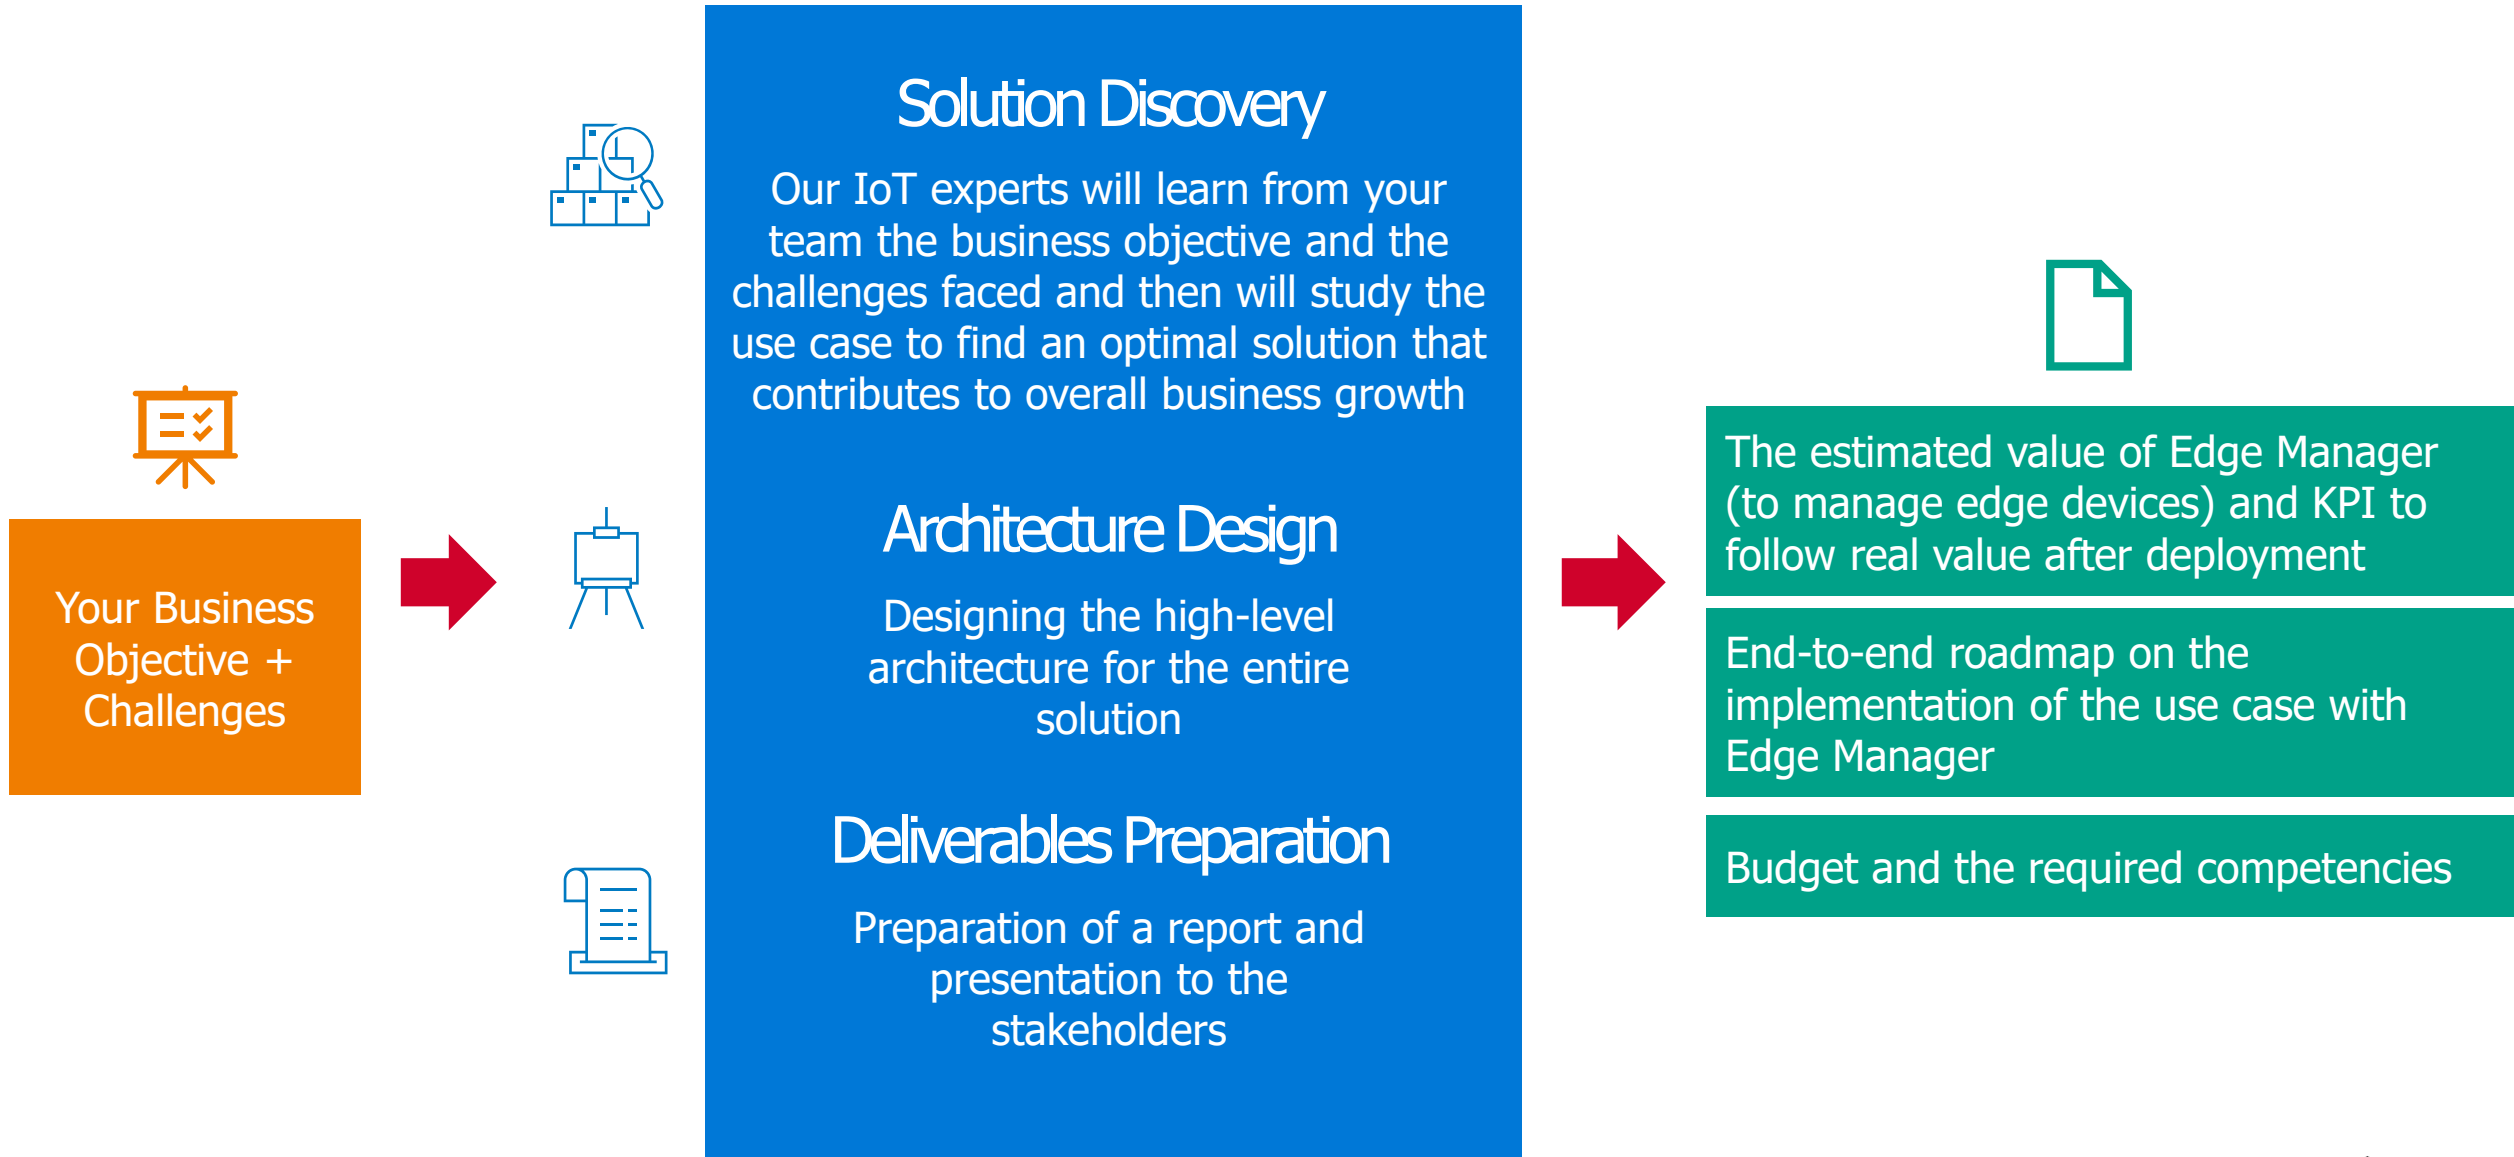 Your Business
Objective +
Challenges
Solution Discovery
Our IoT experts will learn from your
team the business objective and the
challenges faced and then will study the
use case to find an optimal solution that
contributes to overall business growth
Architecture Design
Designing the high-level
architecture for the entire
solution
Deliverables Preparation
Preparation of a report and
presentation to the
stakeholders
The estimated value of Edge Manager
(to manage edge devices) and KPI to
follow real value after deployment
End-to-end roadmap on the
implementation of the use case with
Edge Manager
Budget and the required competencies